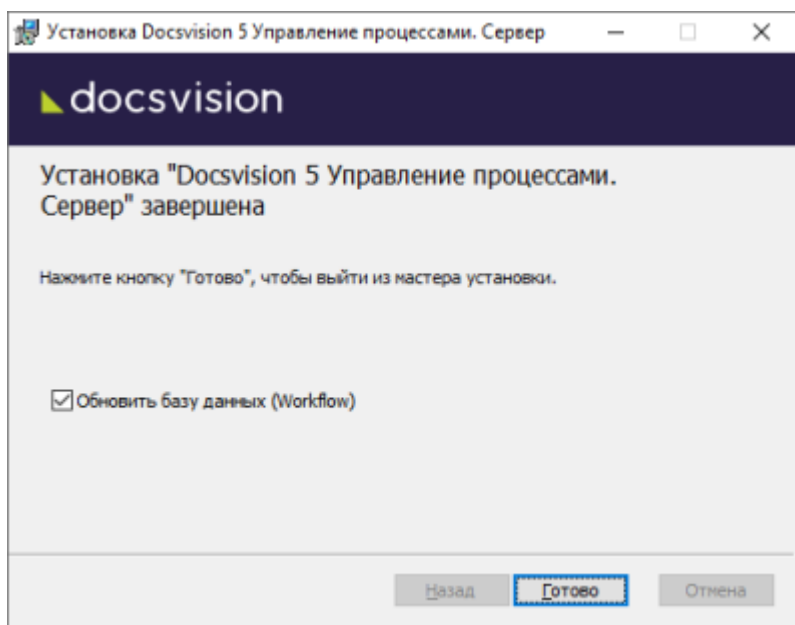 Установка Docsvision 5 Управление процессами. Сервер
docsvision
Установка "Docsvision 5 Управление процессами.
Сервер" завершена
Нажмите кнопку "Готово", чтобы выйти из мастера установки.
Обновить базу данных (Workflow)
Назад Готово Отмена